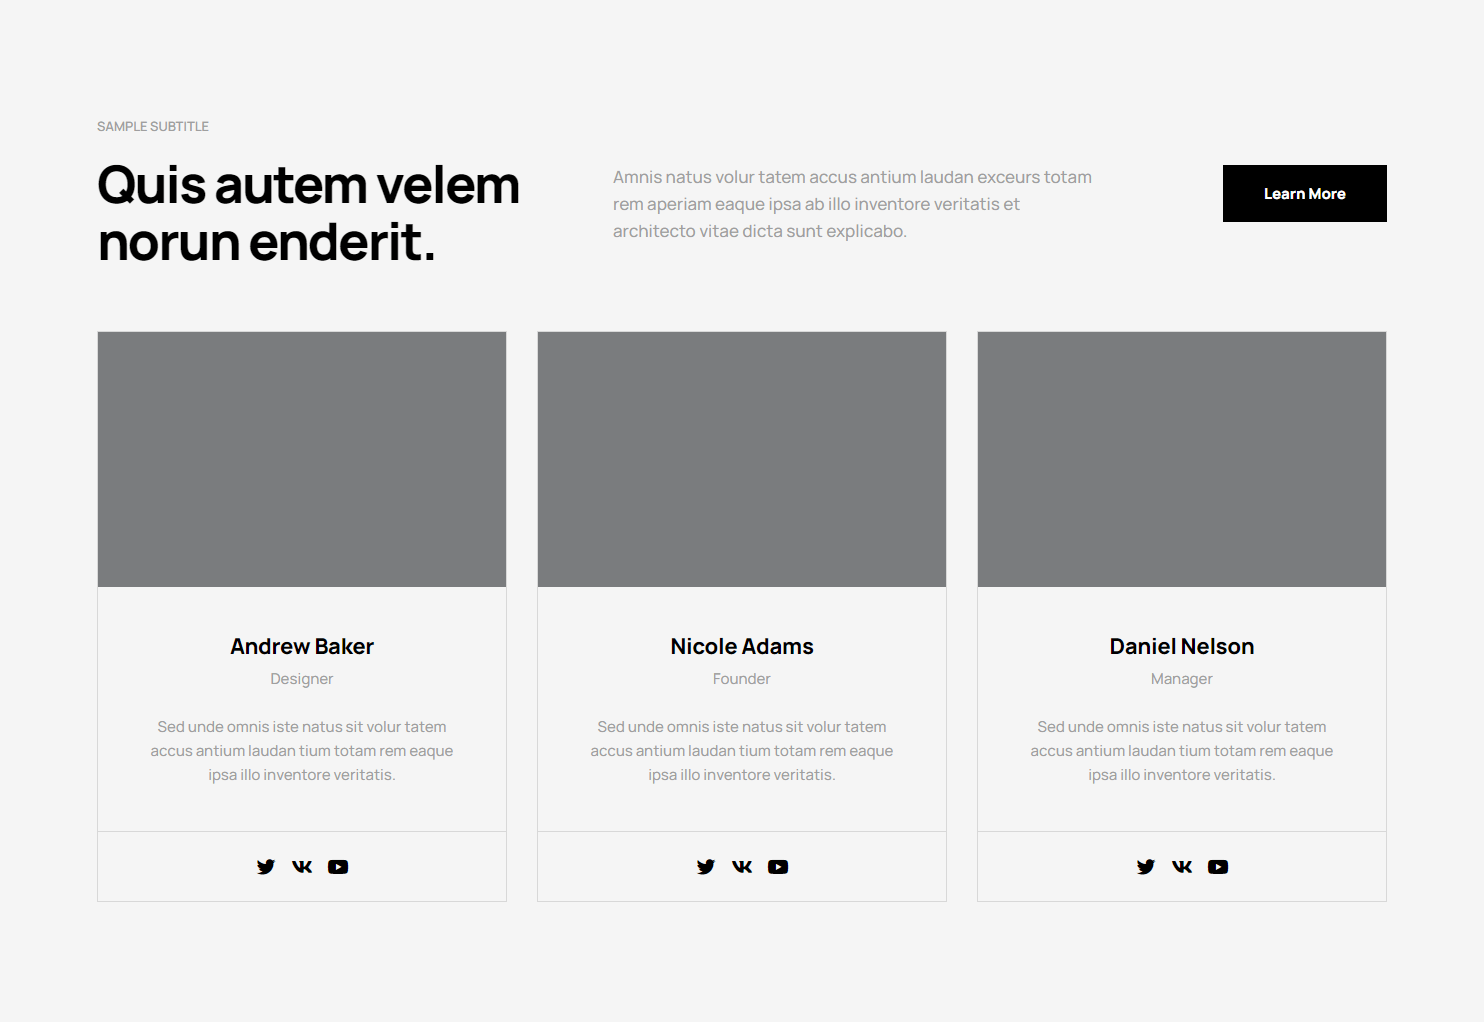 SAMPLE SUBTITLE
Quis autem velem
norun enderit.
Amnis natus volur tatem accus antium laudan exceurs totam
rem aperiam eaque ipsa ab illo inventore veritatis et
architecto vitae dicta sunt explicabo.
Learn More
Andrew Baker
Designer
Sed unde omnis iste natus sit volur tatem
accus antium laudan tium totam rem eaque
ipsa illo inventore veritatis.
Nicole Adams
Founder
Sed unde omnis iste natus sit volur tatem
accus antium laudan tium totam rem eaque
ipsa illo inventore veritatis.
Daniel Nelson
Manager
Sed unde omnis iste natus sit volur tatem
accus antium laudan tium totam rem eaque
ipsa illo inventore veritatis.